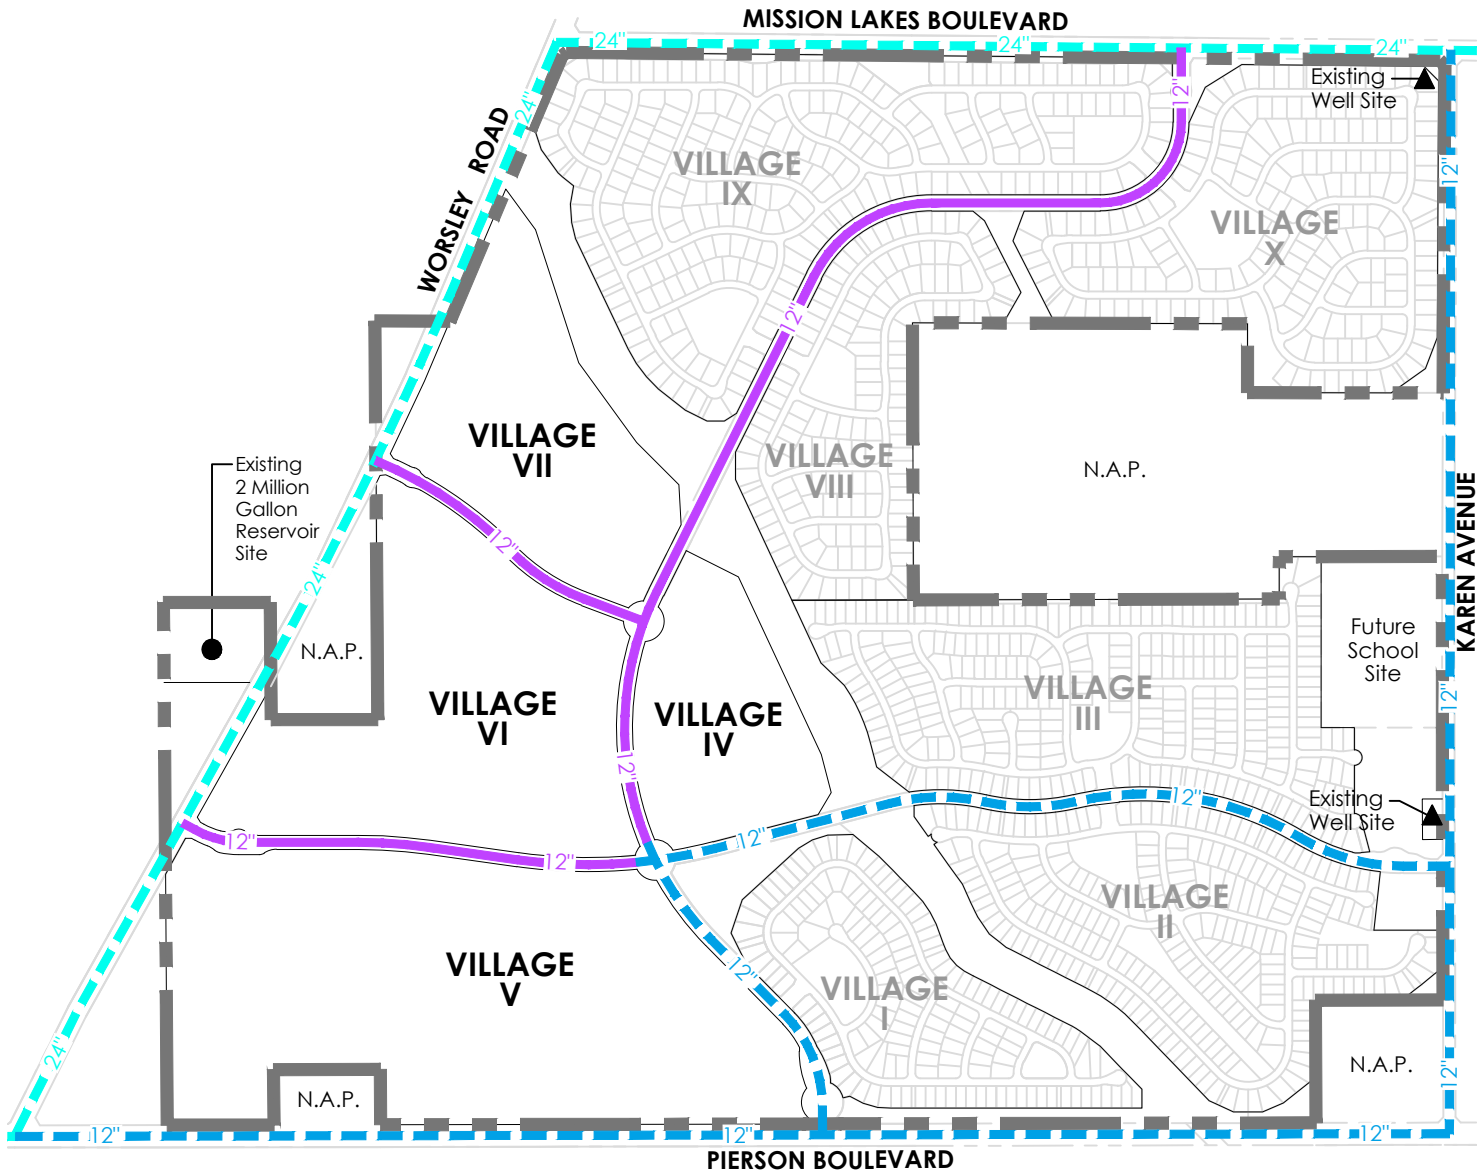 MISSION LAKES BOULEVARD
24"
24"
24"
Existing
Well Site
12"
24"
WORSLEY ROAD
VILLAGE
IX
12"
VILLAGE
X
12"
VILLAGE
VII
VILLAGE
VIII
N.A.P.
Existing
2 Million
Gallon
Reservoir
Site
12"
KAREN AVENUE
24"
N.A.P.
Future
School
Site
VILLAGE
VI
VILLAGE
IV
VILLAGE
III
12"
12"
Existing
Well Site
12"
12"
12"
12"
VILLAGE
II
VILLAGE
V
12"
VILLAGE
I
24"
N.A.P.
12"
N.A.P.
12"
12"
12"
PIERSON BOULEVARD